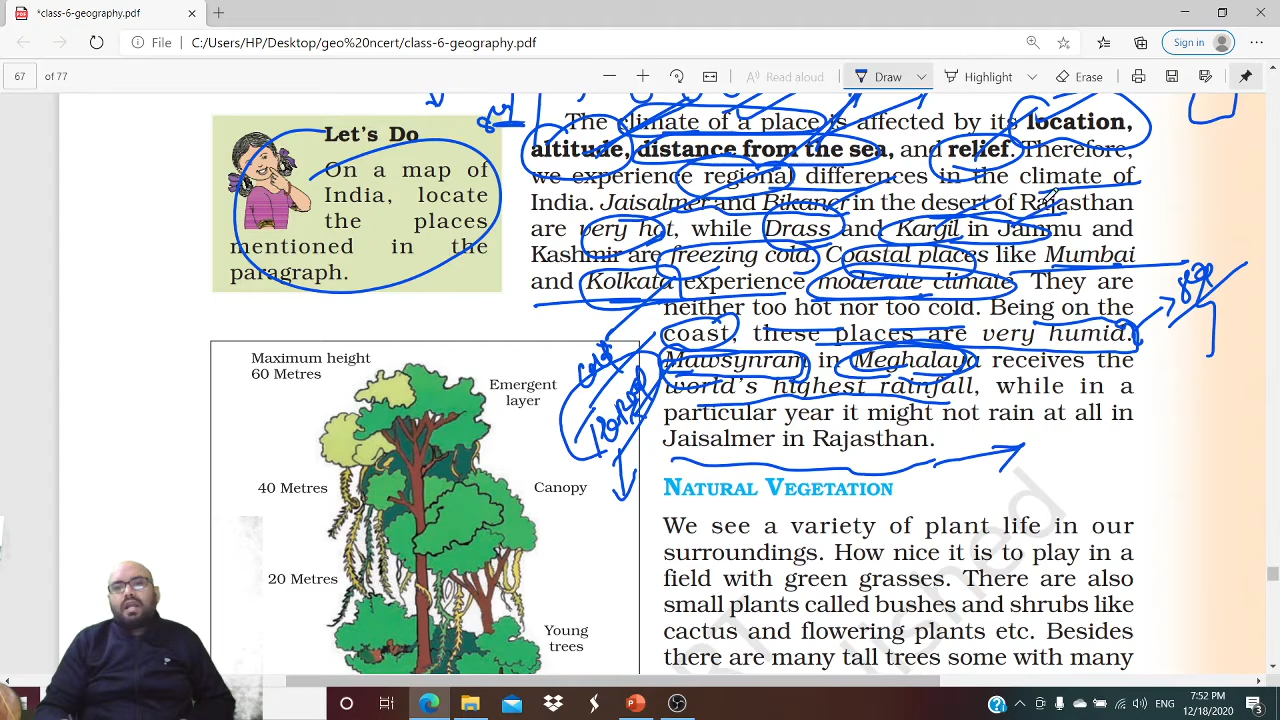 *class-6-geography.pdf
File
C:/Users/HP/Desktop/geo%20ncert/class-6-geography.pdf
Sign in
67 of 77
Read aloud
Draw
Highlight
Erase
Let's Do
On a map of
India, locate
the places
mentioned in the
paragraph.
The climate of a place is affected by its location,
altitude, distance from the sea, and relief. Therefore,
we experience regional differences in the climate of
India. Jaisalmer and Bikaner in the desert of Rajasthan
are very hot, while Drass and Kargil in Jammu and
Kashmir are freezing cold. Coastal places like Mumbai
and Kolkata experience moderate climate. They are
neither too hot nor too cold. Being on the
coast, these places are very humid.
Mawsynram in Meghalaya receives the
world's highest rainfall, while in a
particular year it might not rain at all in
Jaisalmer in Rajasthan.
NATURAL VEGETATION
We see a variety of plant life in our
surroundings. How nice it is to play in a
field with green grasses. There are also
small plants called bushes and shrubs like
cactus and flowering plants etc. Besides
there are many tall trees some with many
Maximum height
60 Metres
Emergent
layer
40 Metres
Canopy
20 Metres
Young
trees
ENG
7:52 PM
12/18/2020
3